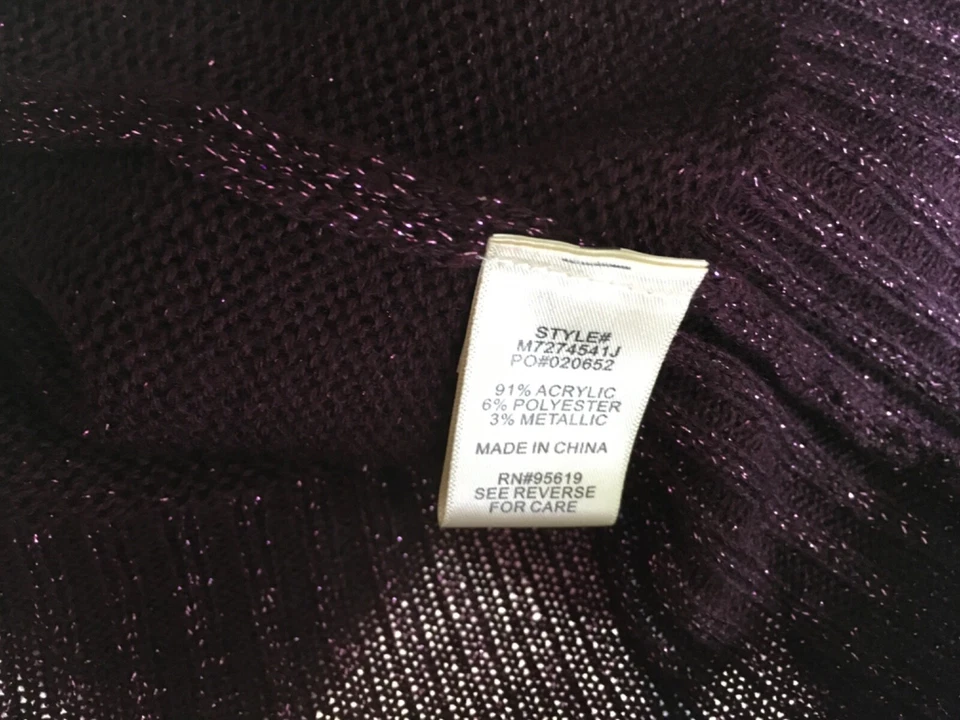 STYLE#
M7274541J
PO#020652
91% ACRYLIC
6% POLYESTER
3% METALLIC
MADE IN CHINA
RN#95619
SEE REVERSE
FOR CARE